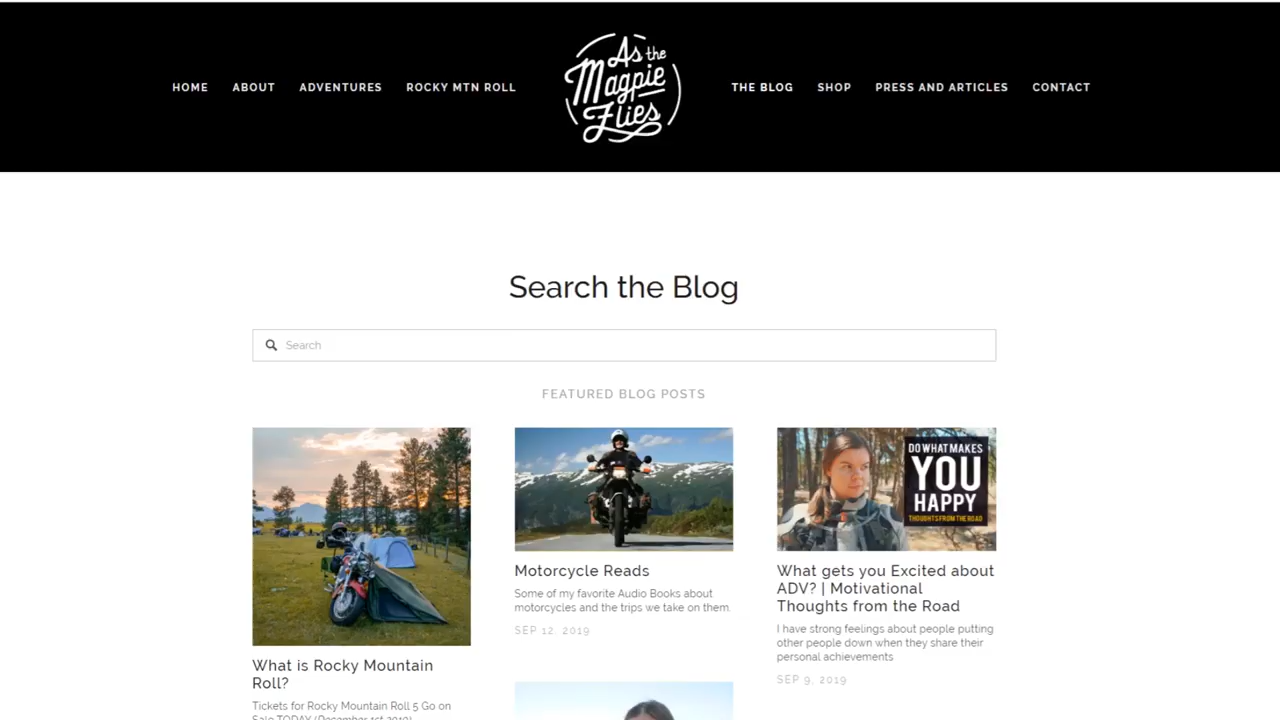 HOME ABOUT ADVENTURES ROCKY MTN ROLL
As the
Magpie
Flies
THE BLOG SHOP PRESS AND ARTICLES CONTACT
Search the Blog
Search
FEATURED BLOG POSTS
What is Rocky Mountain
Roll?
Tickets for Rocky Mountain Roll 5 Go on
Sale TODAY (December 1st 2019)
Motorcycle Reads
Some of my favorite Audio Books about
motorcycles and the trips we take on them.
SEP 12, 2019
DO WHAT MAKES
YOU
HAPPY
THOUGHTS FROM THE ROAD
What gets you Excited about
ADV? | Motivational
Thoughts from the Road
I have strong feelings about people putting
other people down when they share their
personal achievements
SEP 9, 2019